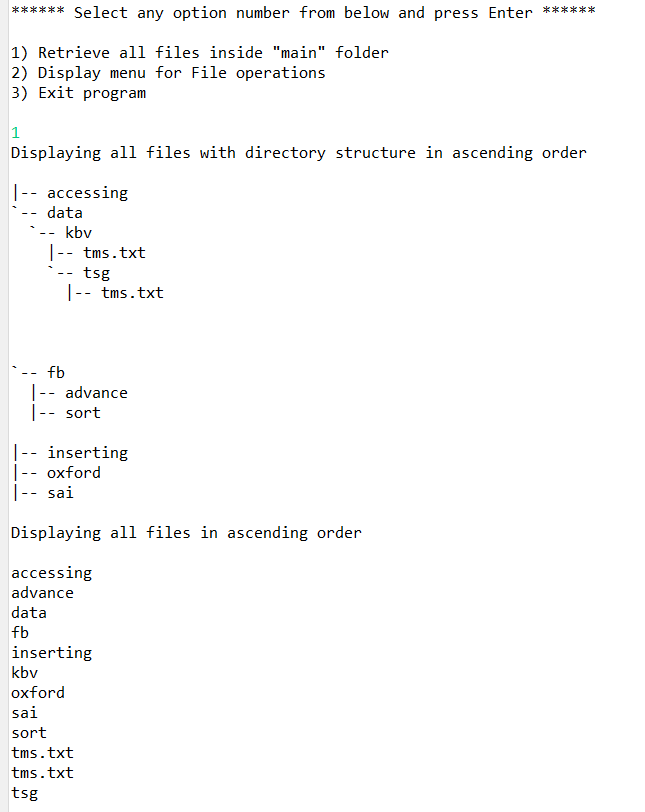 ****** Select any option number from below and press Enter ******
1) Retrieve all files inside "main" folder
2) Display menu for File operations
3) Exit program
1
Displaying all files with directory structure in ascending order
|-- accessing
`-- data
  `-- kbv
    |-- tms.txt
    `-- tsg
      |-- tms.txt
`-- fb
  |-- advance
  |-- sort
|-- inserting
|-- oxford
|-- sai
Displaying all files in ascending order
accessing
advance
data
fb
inserting
kbv
oxford
sai
sort
tms.txt
tms.txt
tsg